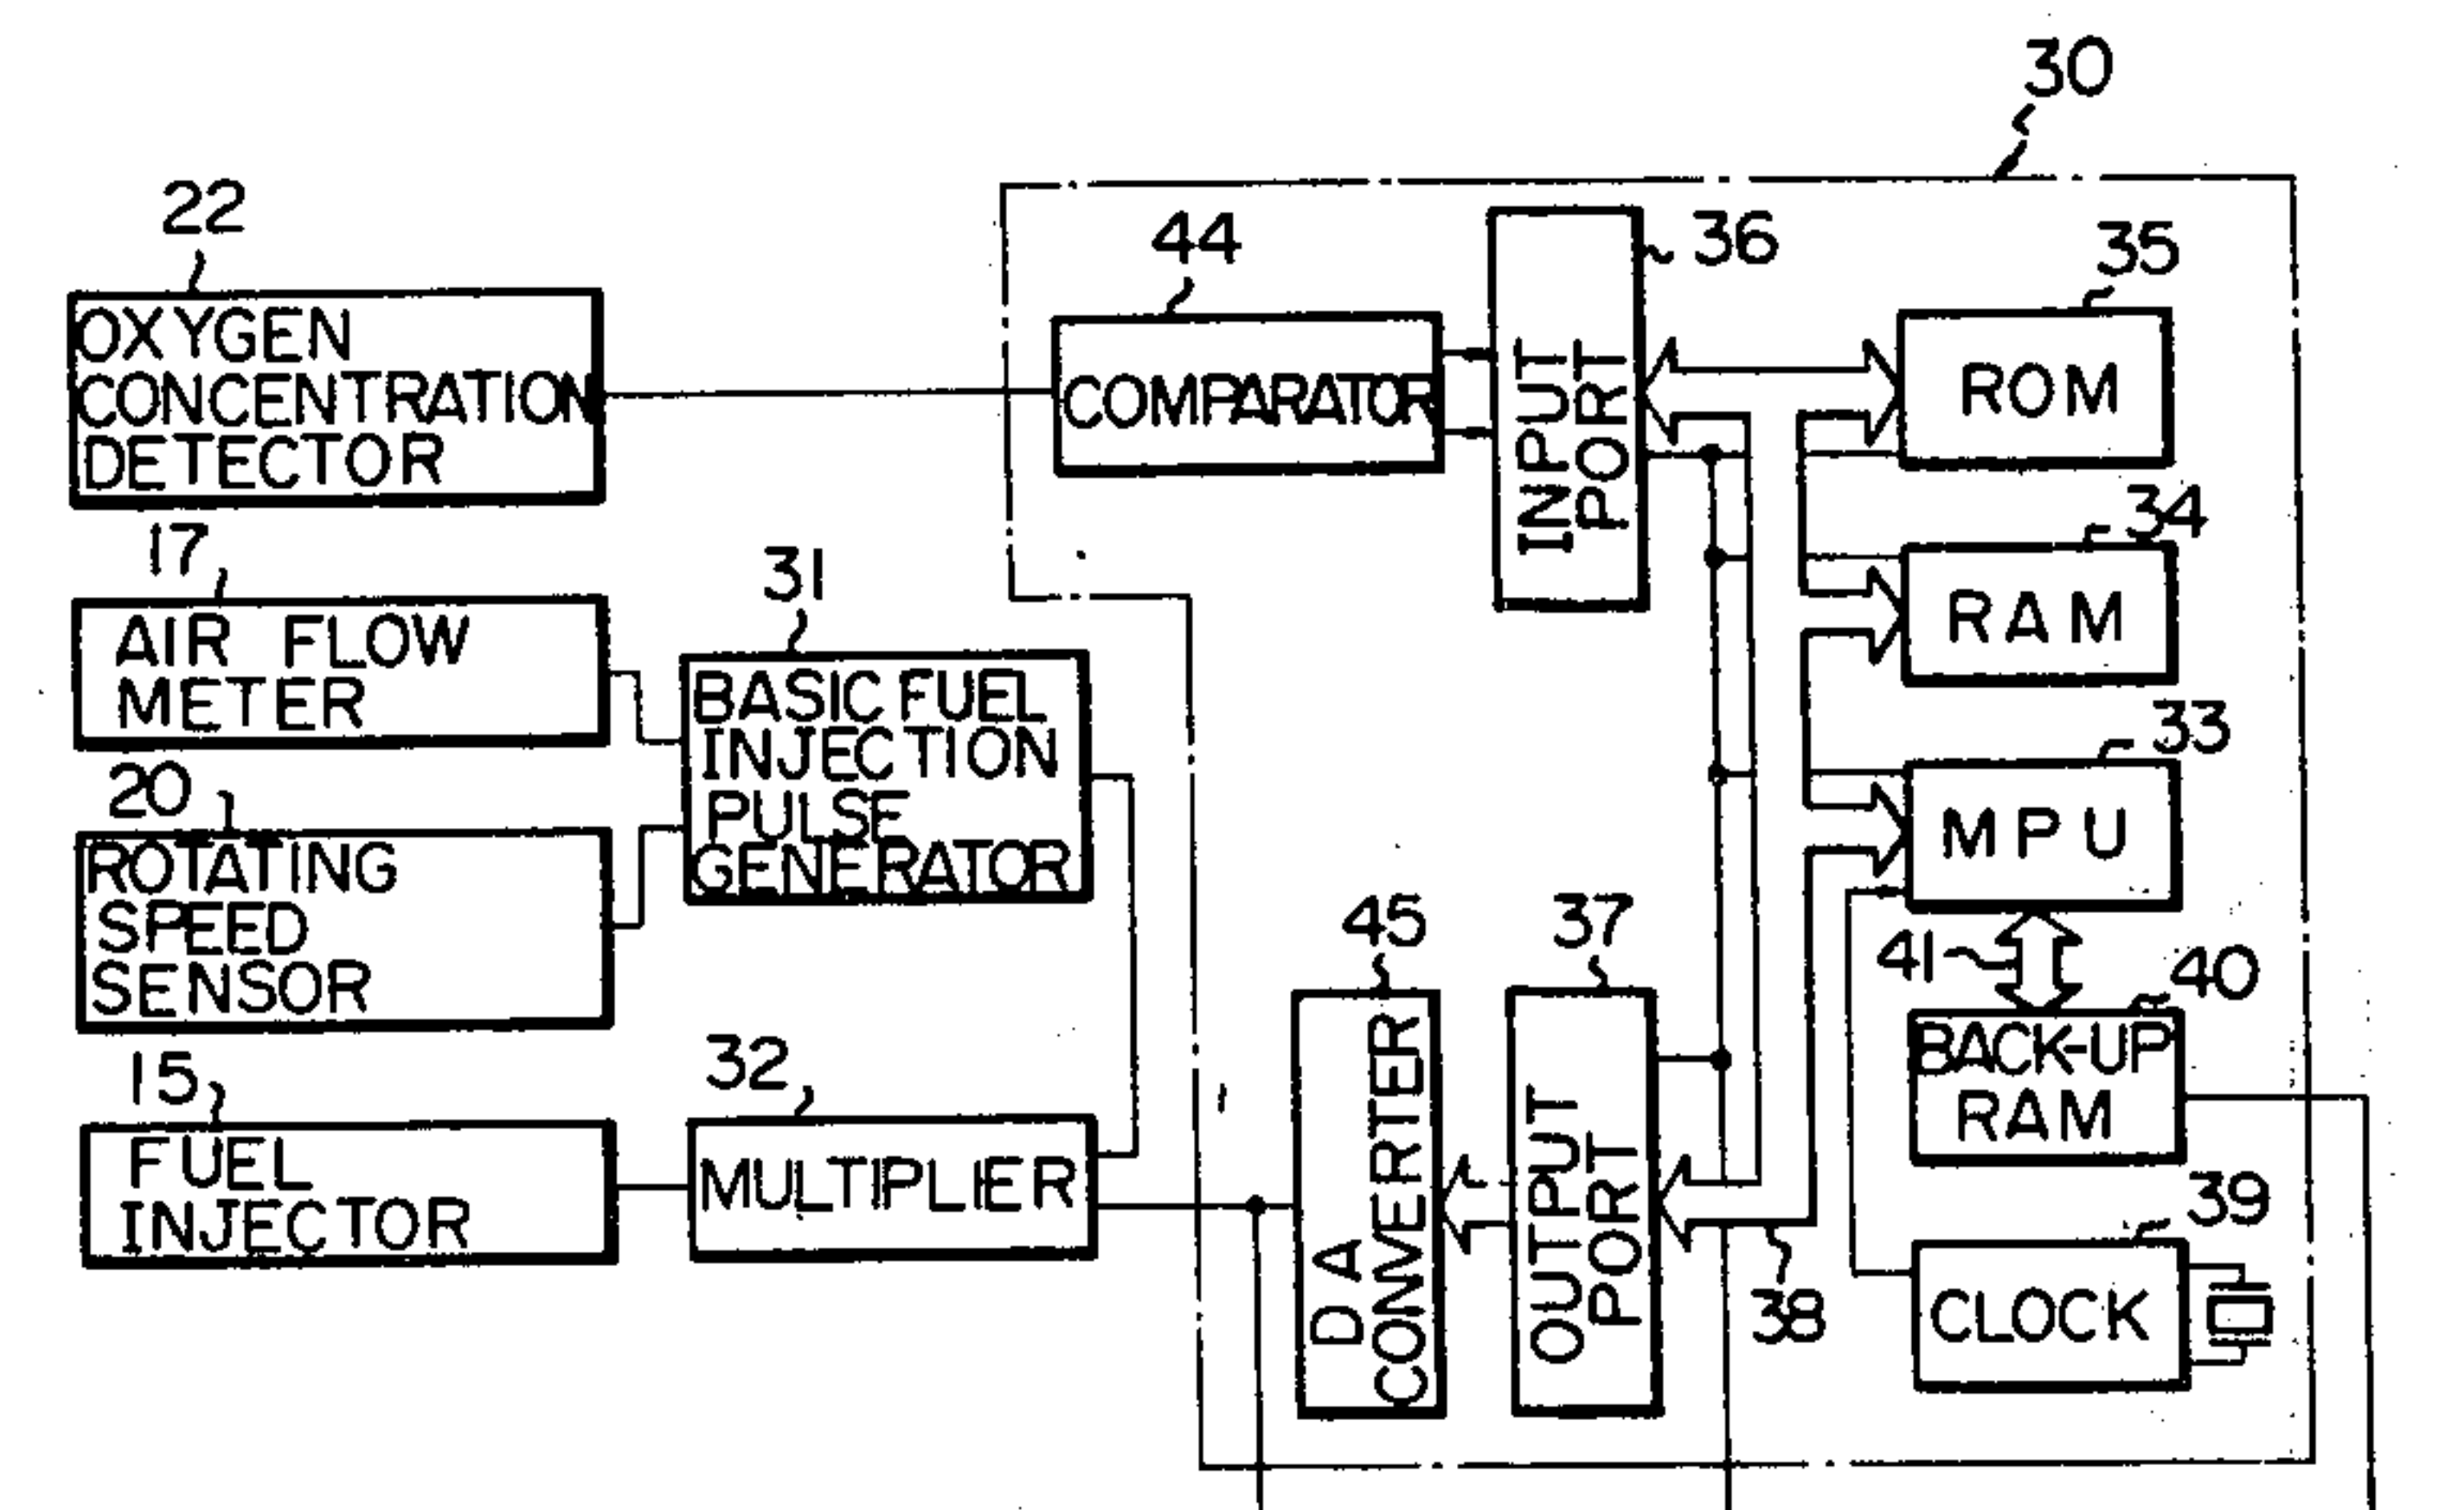 30
22
OXYGEN
CONCENTRATION
DETECTOR
44
COMPARATOR
36
INPUT
PORT
35
ROM
34
RAM
17
AIR FLOW
METER
31
BASIC FUEL
INJECTION
PULSE
GENERATOR
33
MPU
20
ROTATING
SPEED
SENSOR
45
DA
CONVERTER
37
OUTPUT
PORT
41
40
BACK-UP
RAM
15
FUEL
INJECTOR
32
MULTIPLIER
38
39
CLOCK